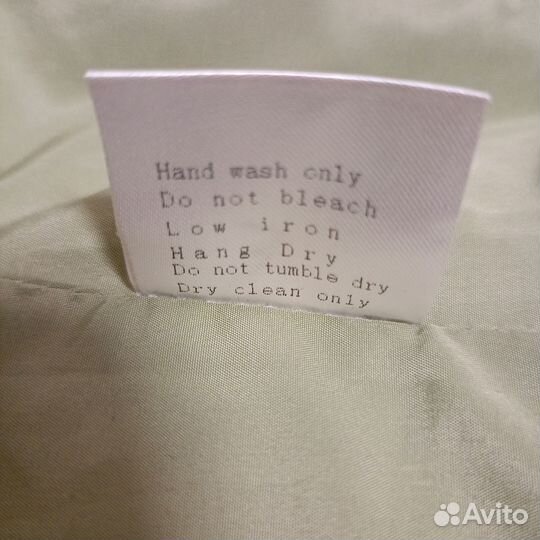 Hand wash only
Do not bleach
Low iron
Hang Dry
Do not tumble dry
Dry clean only
Avito